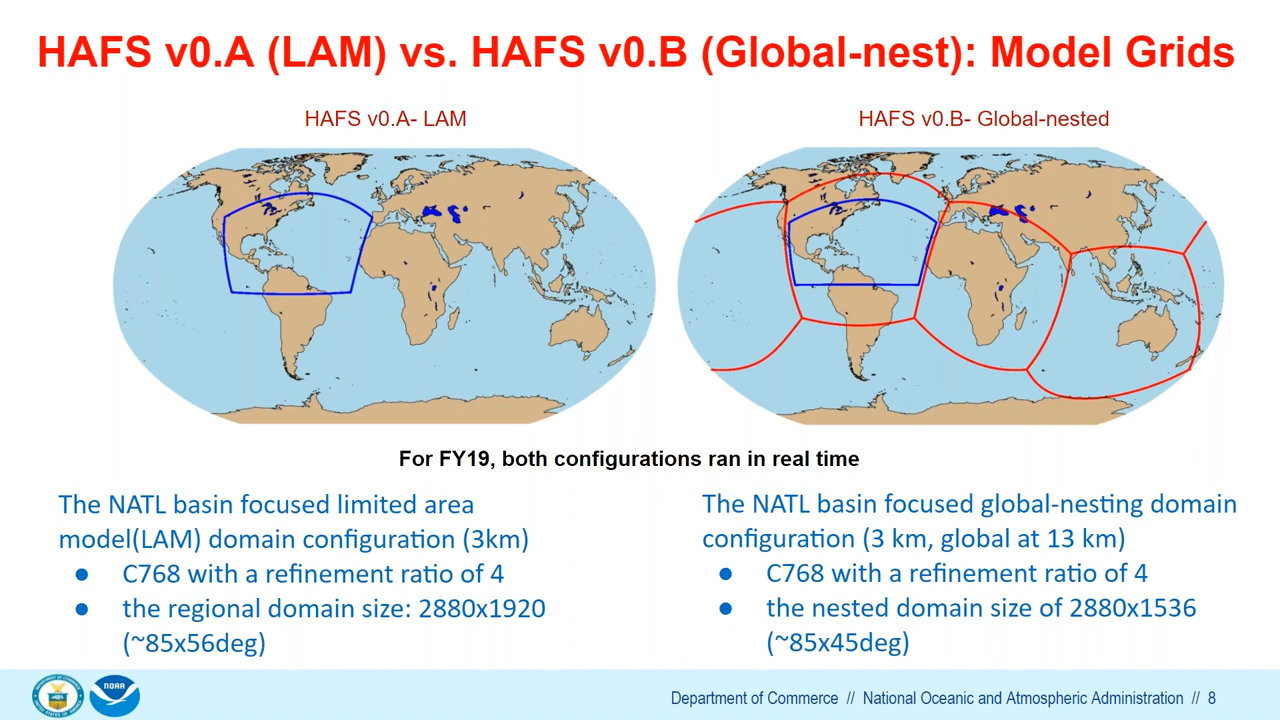 HAFS v0.A (LAM) vs. HAFS v0.B (Global-nest): Model Grids
HAFS v0.A- LAM
HAFS v0.B- Global-nested
For FY19, both configurations ran in real time
The NATL basin focused limited area
model(LAM) domain configuration (3km)
● C768 with a refinement ratio of 4
● the regional domain size: 2880x1920
(~85x56deg)
The NATL basin focused global-nesting domain
configuration (3 km, global at 13 km)
● C768 with a refinement ratio of 4
● the nested domain size of 2880x1536
(~85x45deg)
NOAA
Department of Commerce // National Oceanic and Atmospheric Administration // 8